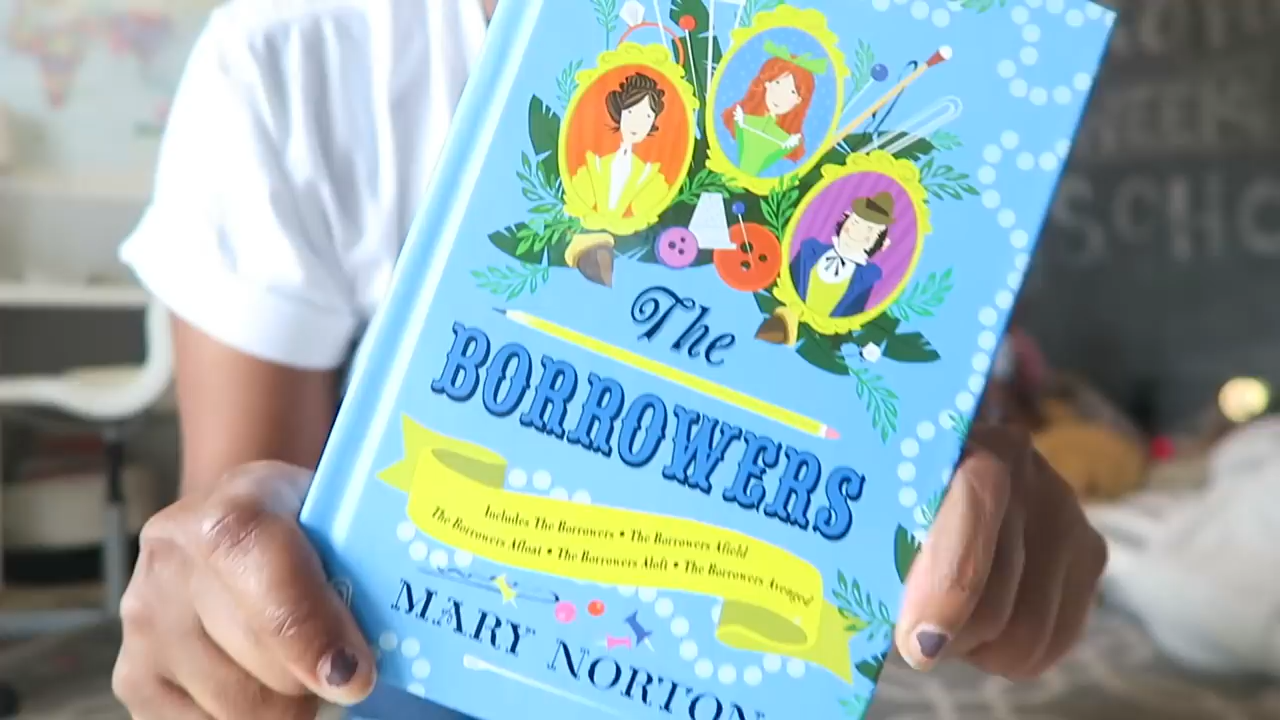 The
BORROWERS
Includes The Borrowers • The Borrowers Afield
The Borrowers Afloat • The Borrowers Aloft • The Borrowers Avenged
MARY NORTON